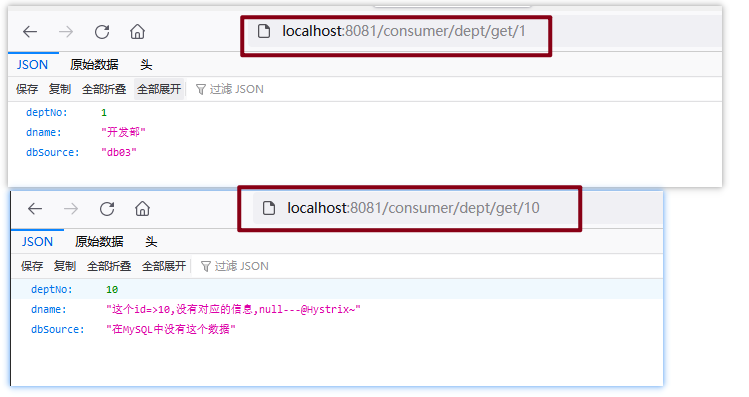 localhost:8081/consumer/dept/get/1
JSON 原始数据 头
保存 复制 全部折叠 全部展开 过滤 JSON
deptNo: 1
dname: "开发部"
dbSource: "db03"
localhost:8081/consumer/dept/get/10
JSON 原始数据 头
保存 复制 全部折叠 全部展开 过滤 JSON
deptNo: 10
dname: "这个id=>10,没有对应的信息,null---@Hystrix~"
dbSource: "在MySQL中没有这个数据"